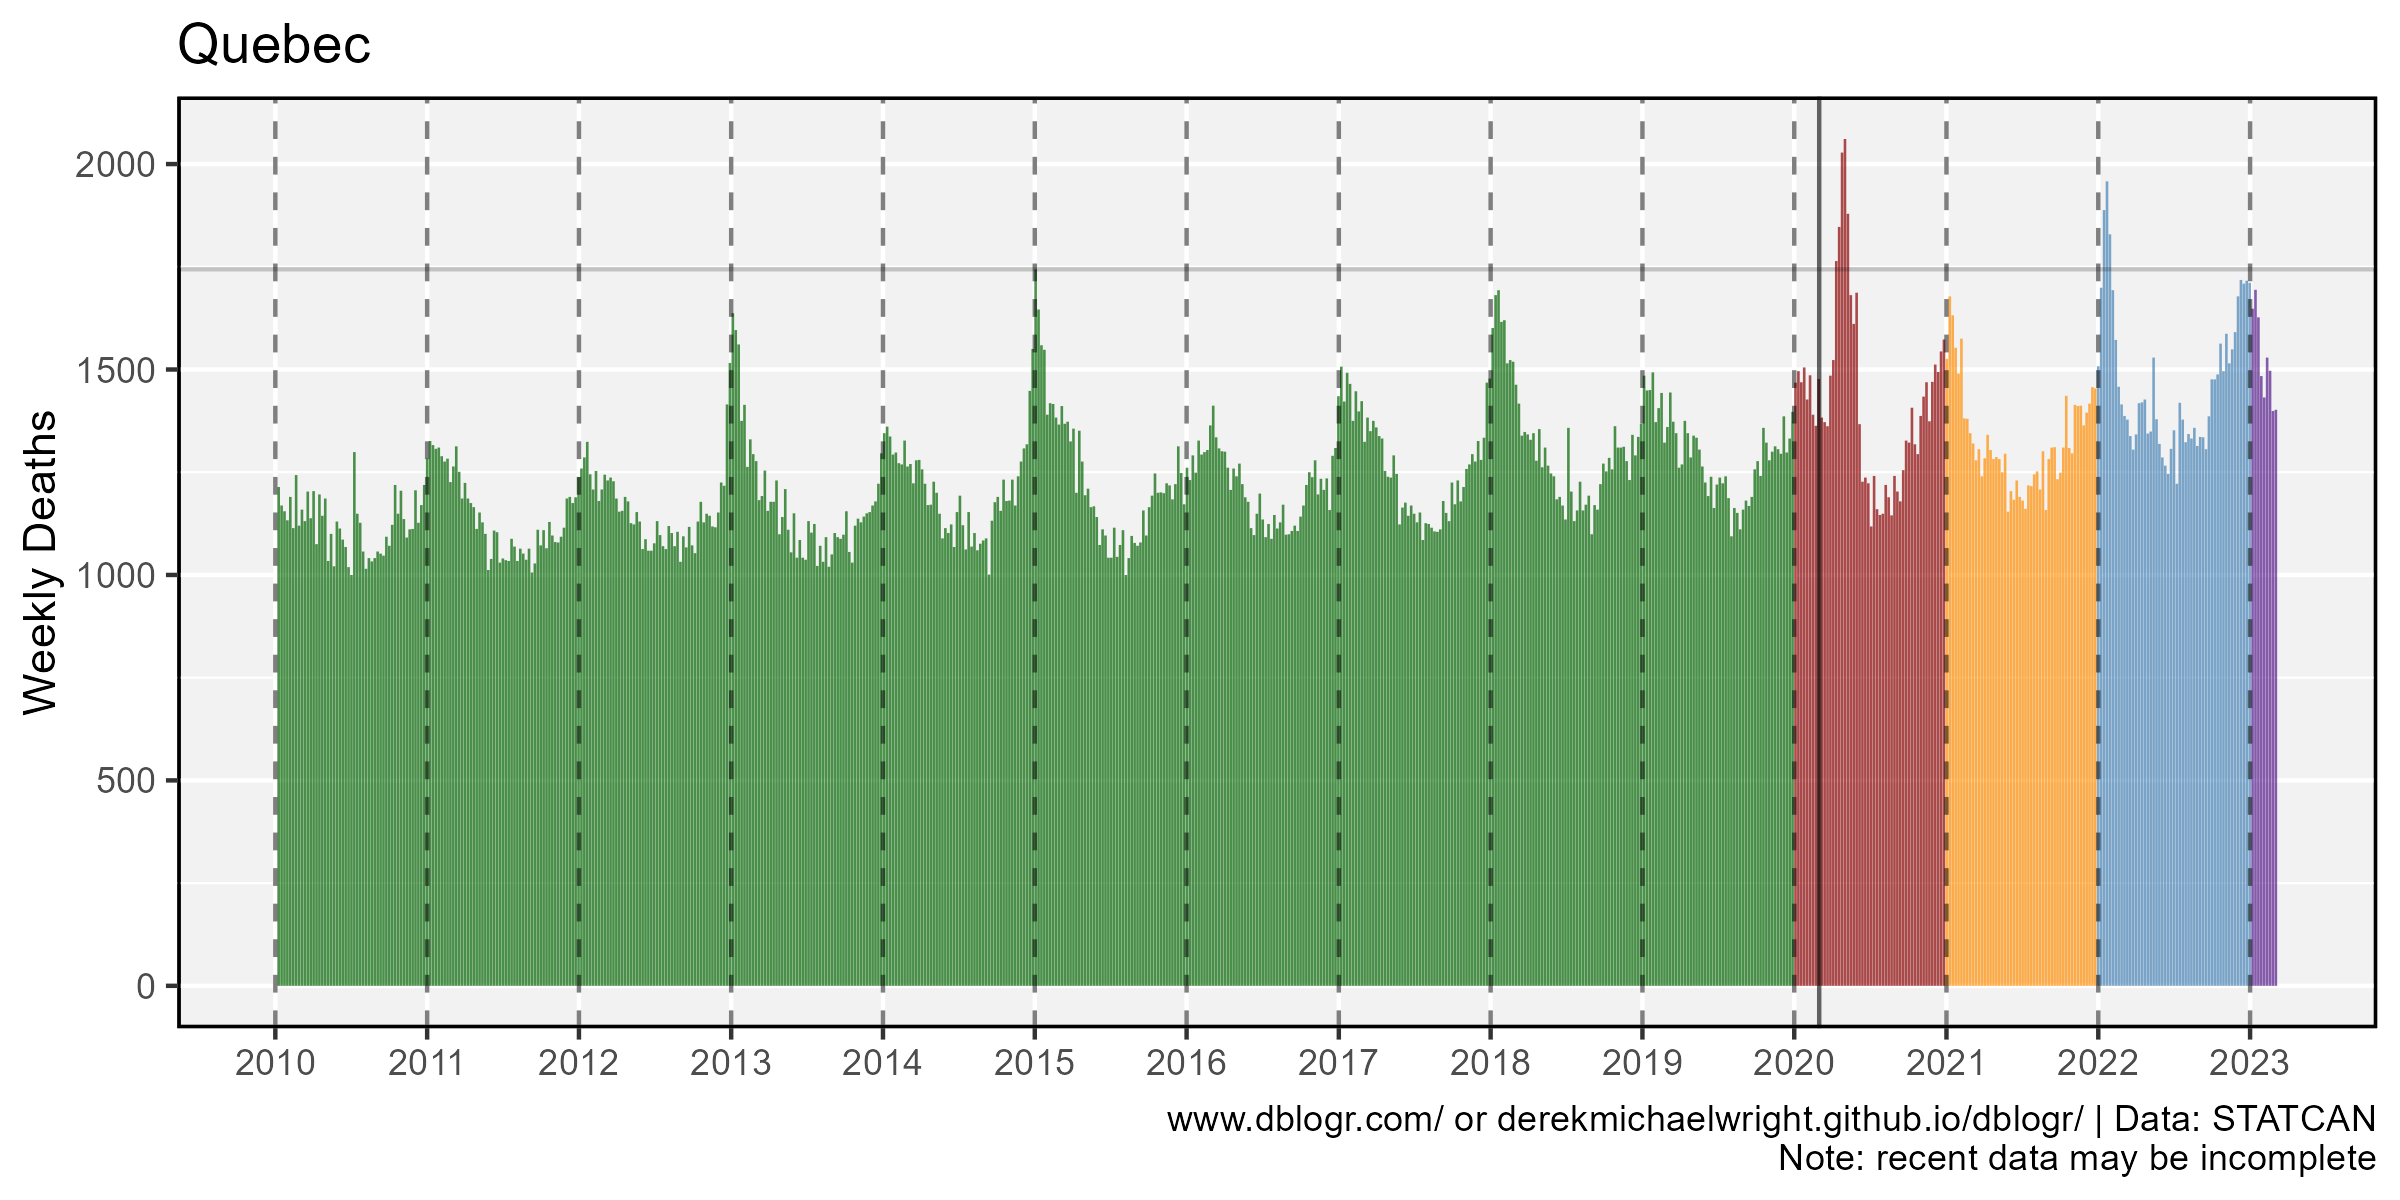 Quebec
Weekly Deaths
2000
1500
1000
500
0
2010 2011 2012 2013 2014 2015 2016 2017 2018 2019 2020 2021 2022 2023
www.dblogr.com/ or derekmichaelwright.github.io/dblogr/ | Data: STATCAN
Note: recent data may be incomplete